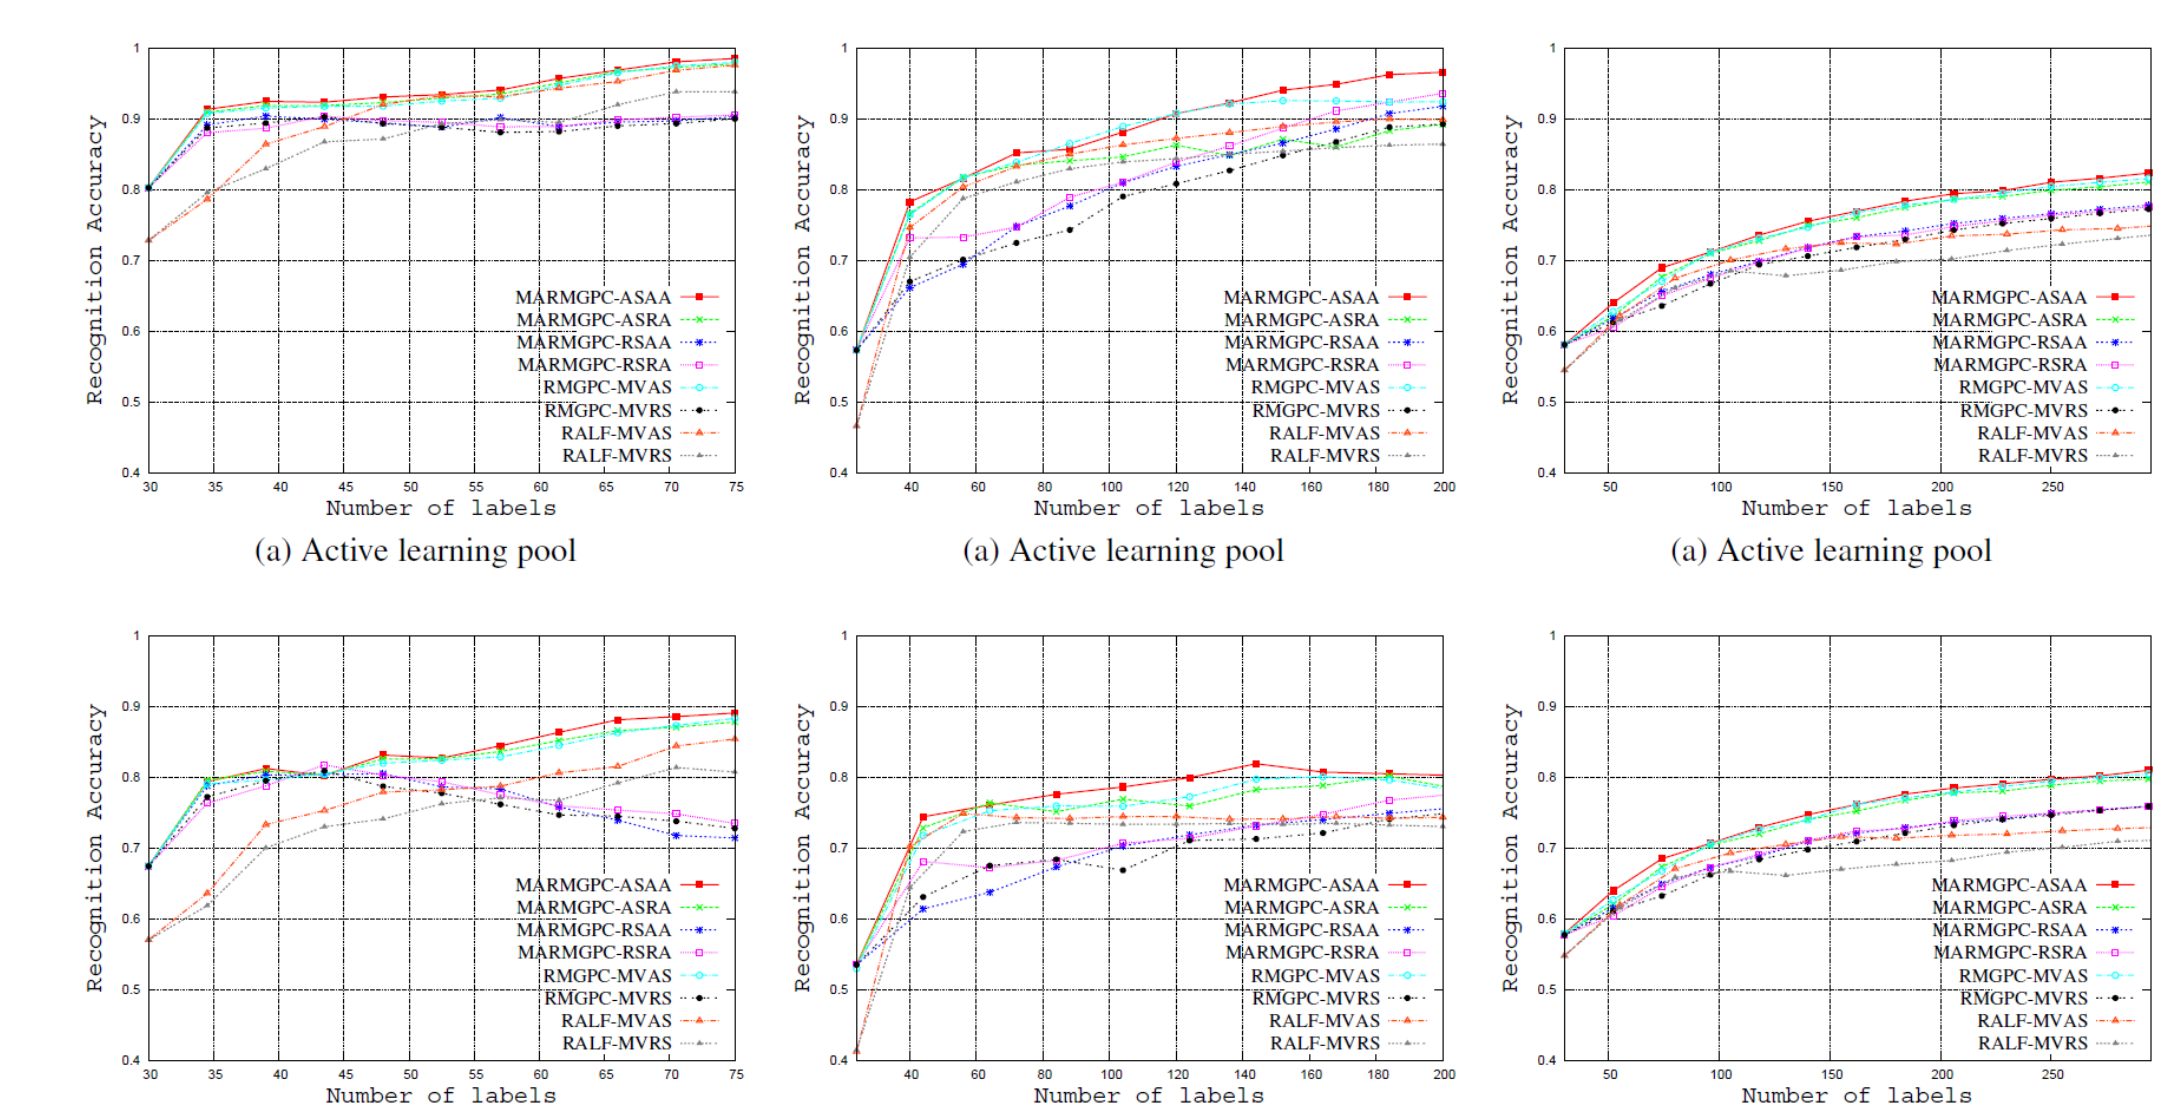 1
0.9
0.8
0.7
0.6
0.5
0.4
Recognition Accuracy
MARMGPC-ASAA
MARMGPC-ASRA
MARMGPC-RSAA
MARMGPC-RSRA
RMGPC-MVAS
RMGPC-MVRS
RALF-MVAS
RALF-MVRS
30 35 40 45 50 55 60 65 70 75
Number of labels
(a) Active learning pool
1
0.9
0.8
0.7
0.6
0.5
0.4
Recognition Accuracy
MARMGPC-ASAA
MARMGPC-ASRA
MARMGPC-RSAA
MARMGPC-RSRA
RMGPC-MVAS
RMGPC-MVRS
RALF-MVAS
RALF-MVRS
40 60 80 100 120 140 160 180 200
Number of labels
(a) Active learning pool
1
0.9
0.8
0.7
0.6
0.5
0.4
Recognition Accuracy
MARMGPC-ASAA
MARMGPC-ASRA
MARMGPC-RSAA
MARMGPC-RSRA
RMGPC-MVAS
RMGPC-MVRS
RALF-MVAS
RALF-MVRS
50 100 150 200 250
Number of labels
(a) Active learning pool
1
0.9
0.8
0.7
0.6
0.5
0.4
Recognition Accuracy
MARMGPC-ASAA
MARMGPC-ASRA
MARMGPC-RSAA
MARMGPC-RSRA
RMGPC-MVAS
RMGPC-MVRS
RALF-MVAS
RALF-MVRS
30 35 40 45 50 55 60 65 70 75
Number of labels
1
0.9
0.8
0.7
0.6
0.5
0.4
Recognition Accuracy
MARMGPC-ASAA
MARMGPC-ASRA
MARMGPC-RSAA
MARMGPC-RSRA
RMGPC-MVAS
RMGPC-MVRS
RALF-MVAS
RALF-MVRS
40 60 80 100 120 140 160 180 200
Number of labels
1
0.9
0.8
0.7
0.6
0.5
0.4
Recognition Accuracy
MARMGPC-ASAA
MARMGPC-ASRA
MARMGPC-RSAA
MARMGPC-RSRA
RMGPC-MVAS
RMGPC-MVRS
RALF-MVAS
RALF-MVRS
50 100 150 200 250
Number of labels